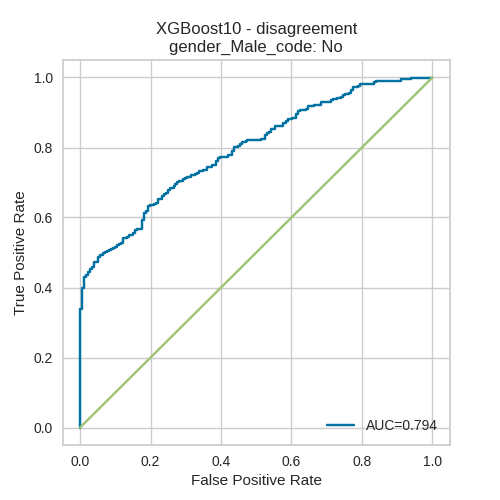 XGBoost10 - disagreement
gender_Male_code: No
True Positive Rate
1.0
0.8
0.6
0.4
0.2
0.0
AUC=0.794
0.0 0.2 0.4 0.6 0.8 1.0
False Positive Rate